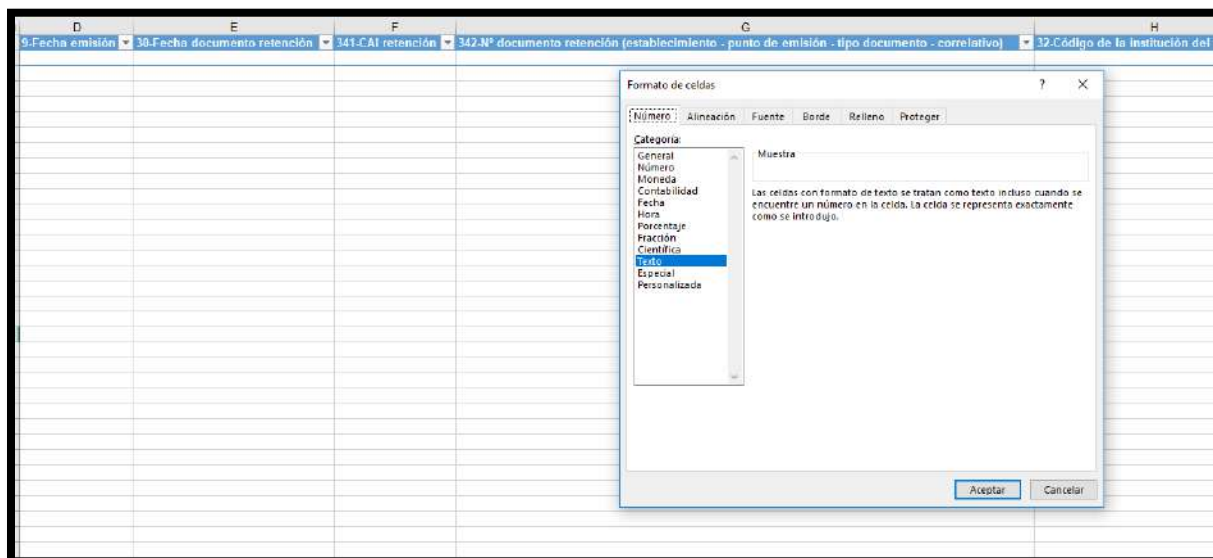 D E F G H
9-Fecha emisión 30-Fecha documento retención 341-CAI retención 342-Nº documento retención (establecimiento - punto de emisión - tipo documento - correlativo) 32-Código de la institución del
Formato de celdas ? ✕
Número Alineación Fuente Borde Relleno Proteger
Categoría:
General
Número
Moneda
Contabilidad
Fecha
Hora
Porcentaje
Fracción
Científica
Texto
Especial
Personalizada
Muestra
Las celdas con formato de texto se tratan como texto incluso cuando se
encuentre un número en la celda. La celda se representa exactamente
como se introdujo.
Aceptar Cancelar